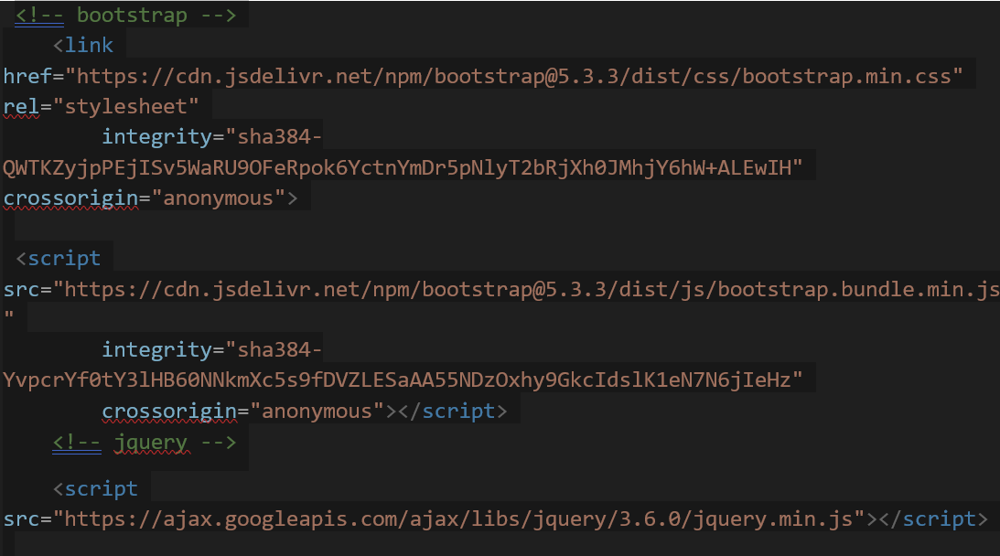 <!-- bootstrap -->
<link
href="https://cdn.jsdelivr.net/npm/bootstrap@5.3.3/dist/css/bootstrap.min.css"
rel="stylesheet"
integrity="sha384-
QWTKZyjpPEjISv5WaRU9OFeRpok6YctnYmDr5pNlyT2bRjXh0JMhjY6hW+ALEwIH"
crossorigin="anonymous">
<script
src="https://cdn.jsdelivr.net/npm/bootstrap@5.3.3/dist/js/bootstrap.bundle.min.js
"
integrity="sha384-
YvpcrYf0tY3lHB60NNkmXc5s9fDVZLESaAA55NDzOxhy9GkcIdslK1eN7N6jIeHz"
crossorigin="anonymous"></script>
<!-- jquery -->
<script
src="https://ajax.googleapis.com/ajax/libs/jquery/3.6.0/jquery.min.js"></script>